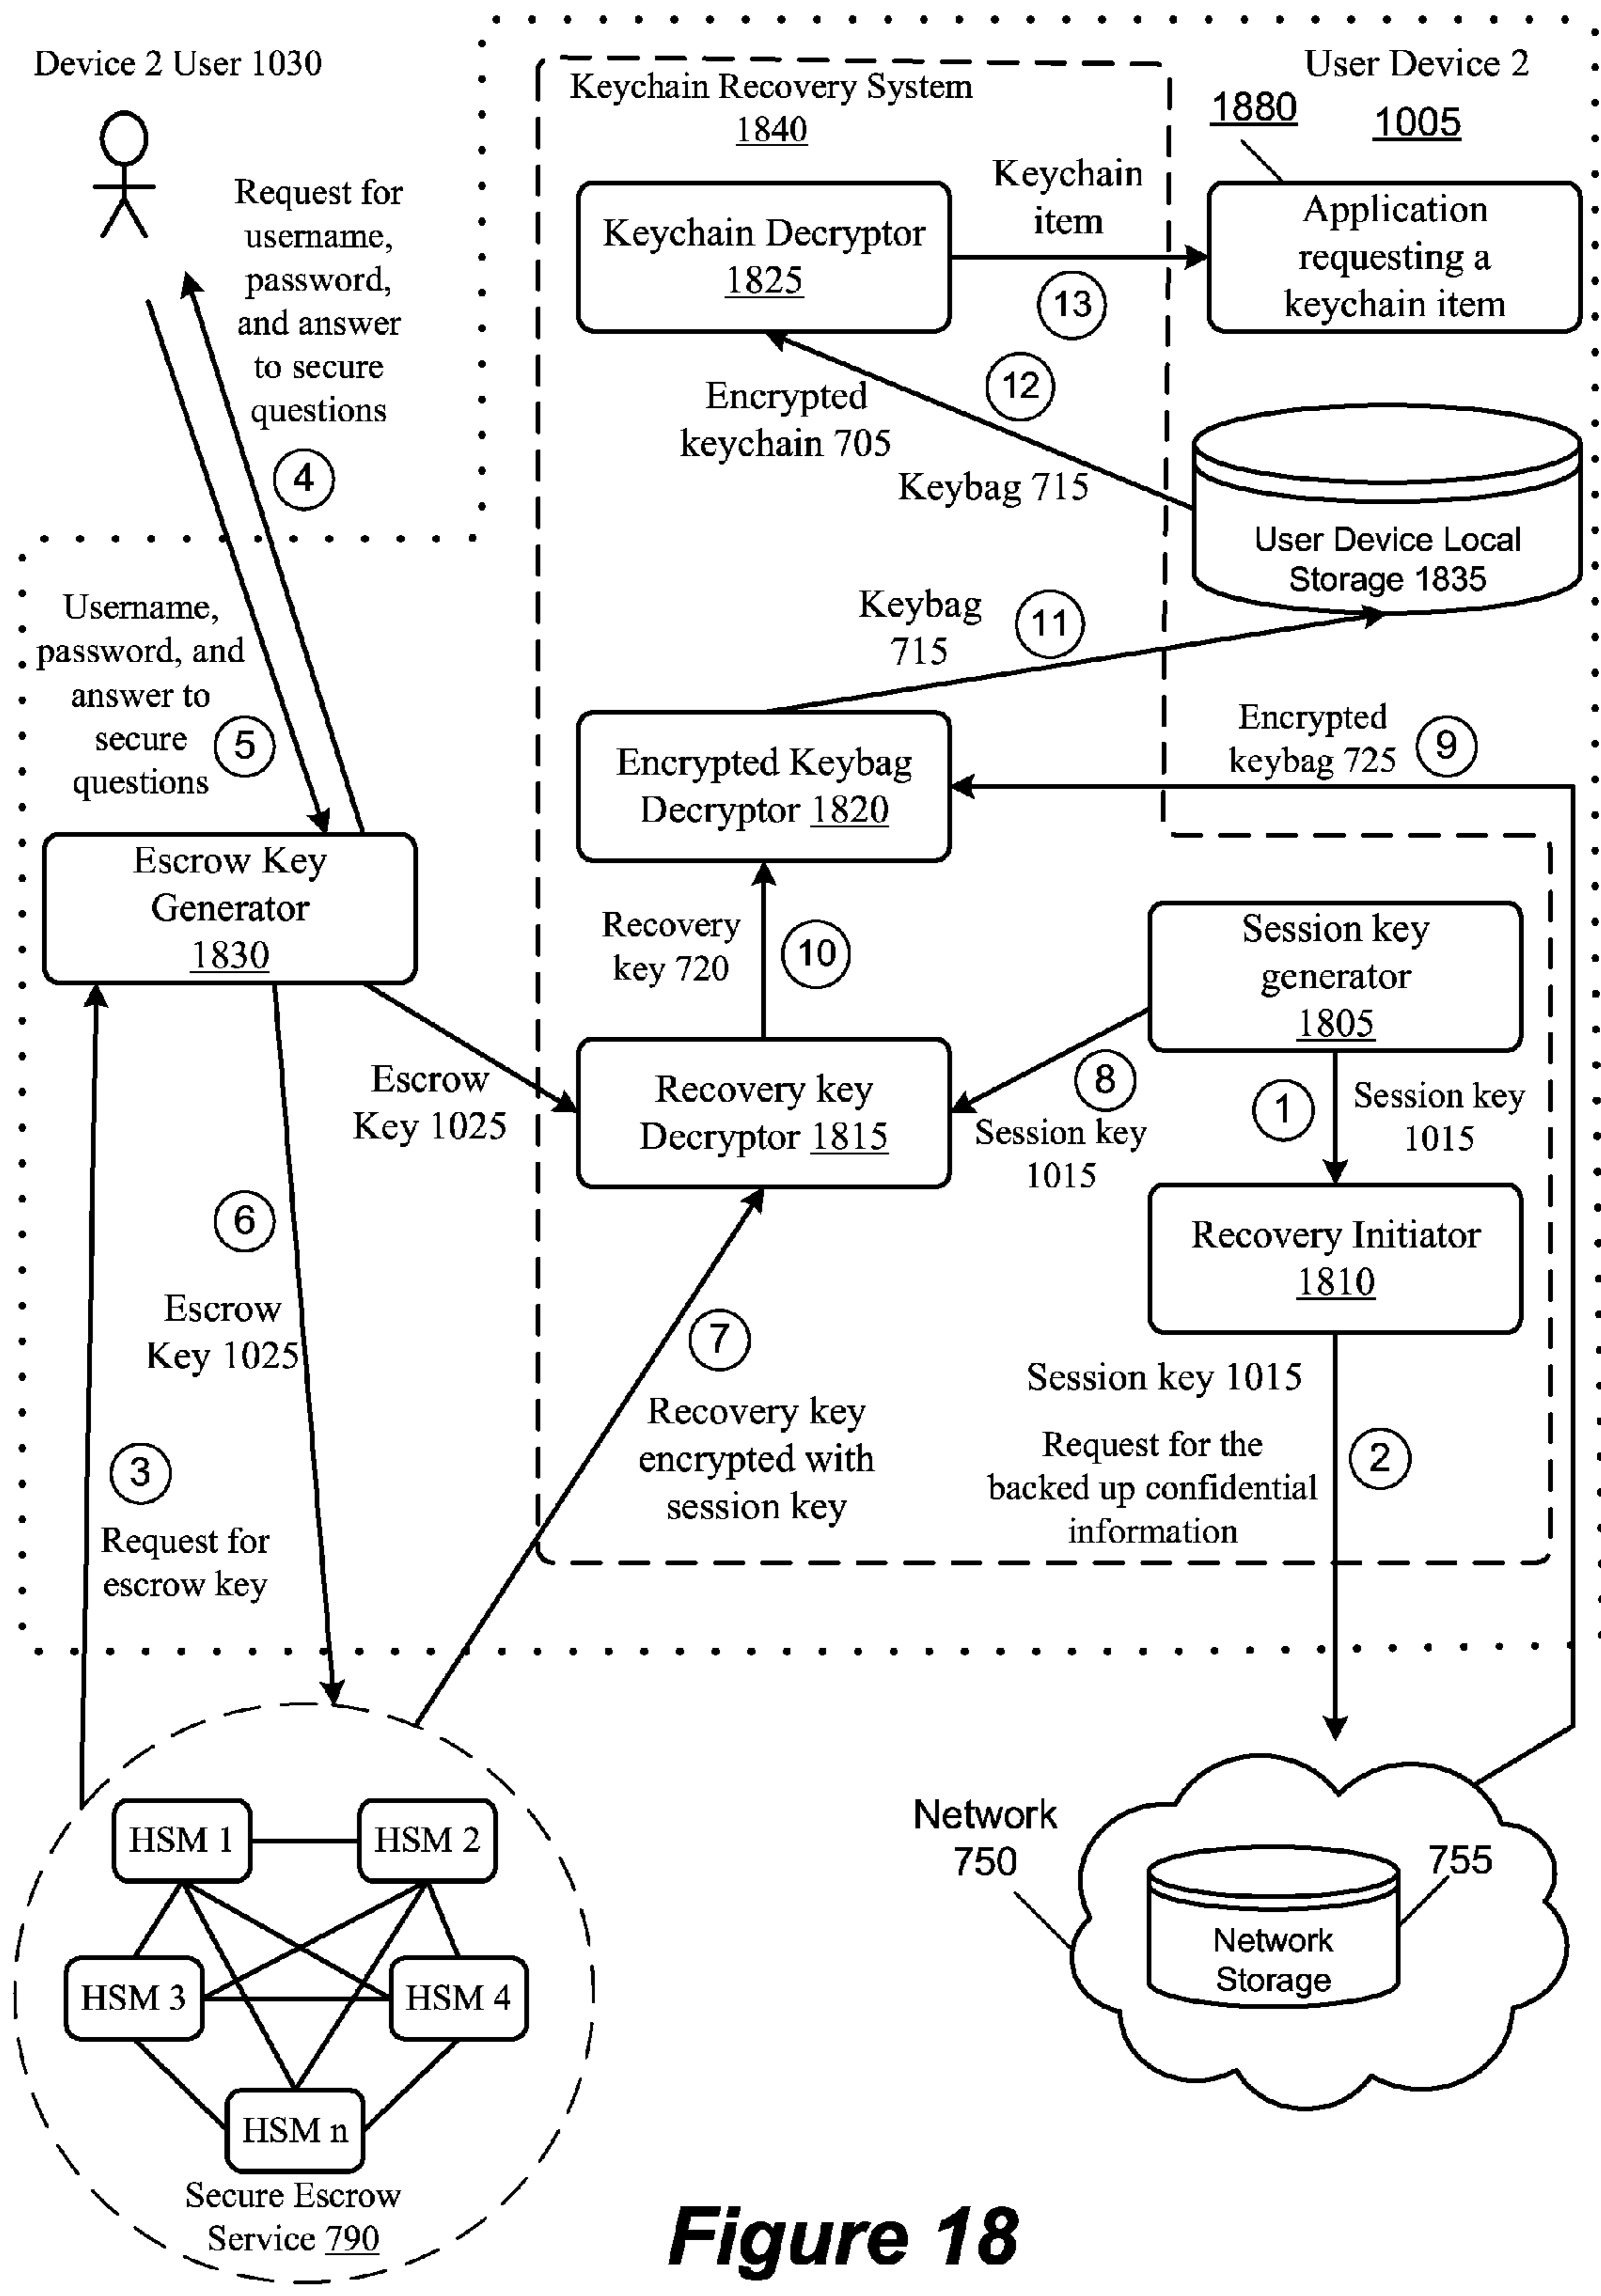 Device 2 User 1030
Keychain Recovery System
1840
User Device 2
1005
1880
Request for
username,
password,
and answer
to secure
questions
4
Keychain Decryptor
1825
Keychain
item
13
Application
requesting a
keychain item
12
Encrypted
keychain 705
Keybag 715
User Device Local
Storage 1835
Username,
password, and
answer to
secure
questions
5
Keybag
715
11
Encrypted
keybag 725
9
Encrypted Keybag
Decryptor 1820
Escrow Key
Generator
1830
Recovery
key 720
10
Session key
generator
1805
Escrow
Key 1025
Recovery key
Decryptor 1815
8
Session key
1015
1
Session key
1015
6
Escrow
Key 1025
Recovery Initiator
1810
7
Recovery key
encrypted with
session key
Session key 1015
Request for the
backed up confidential
information
2
3
Request for
escrow key
HSM 1
HSM 2
HSM 3
HSM 4
HSM n
Secure Escrow
Service 790
Network
750
755
Network
Storage
Figure 18